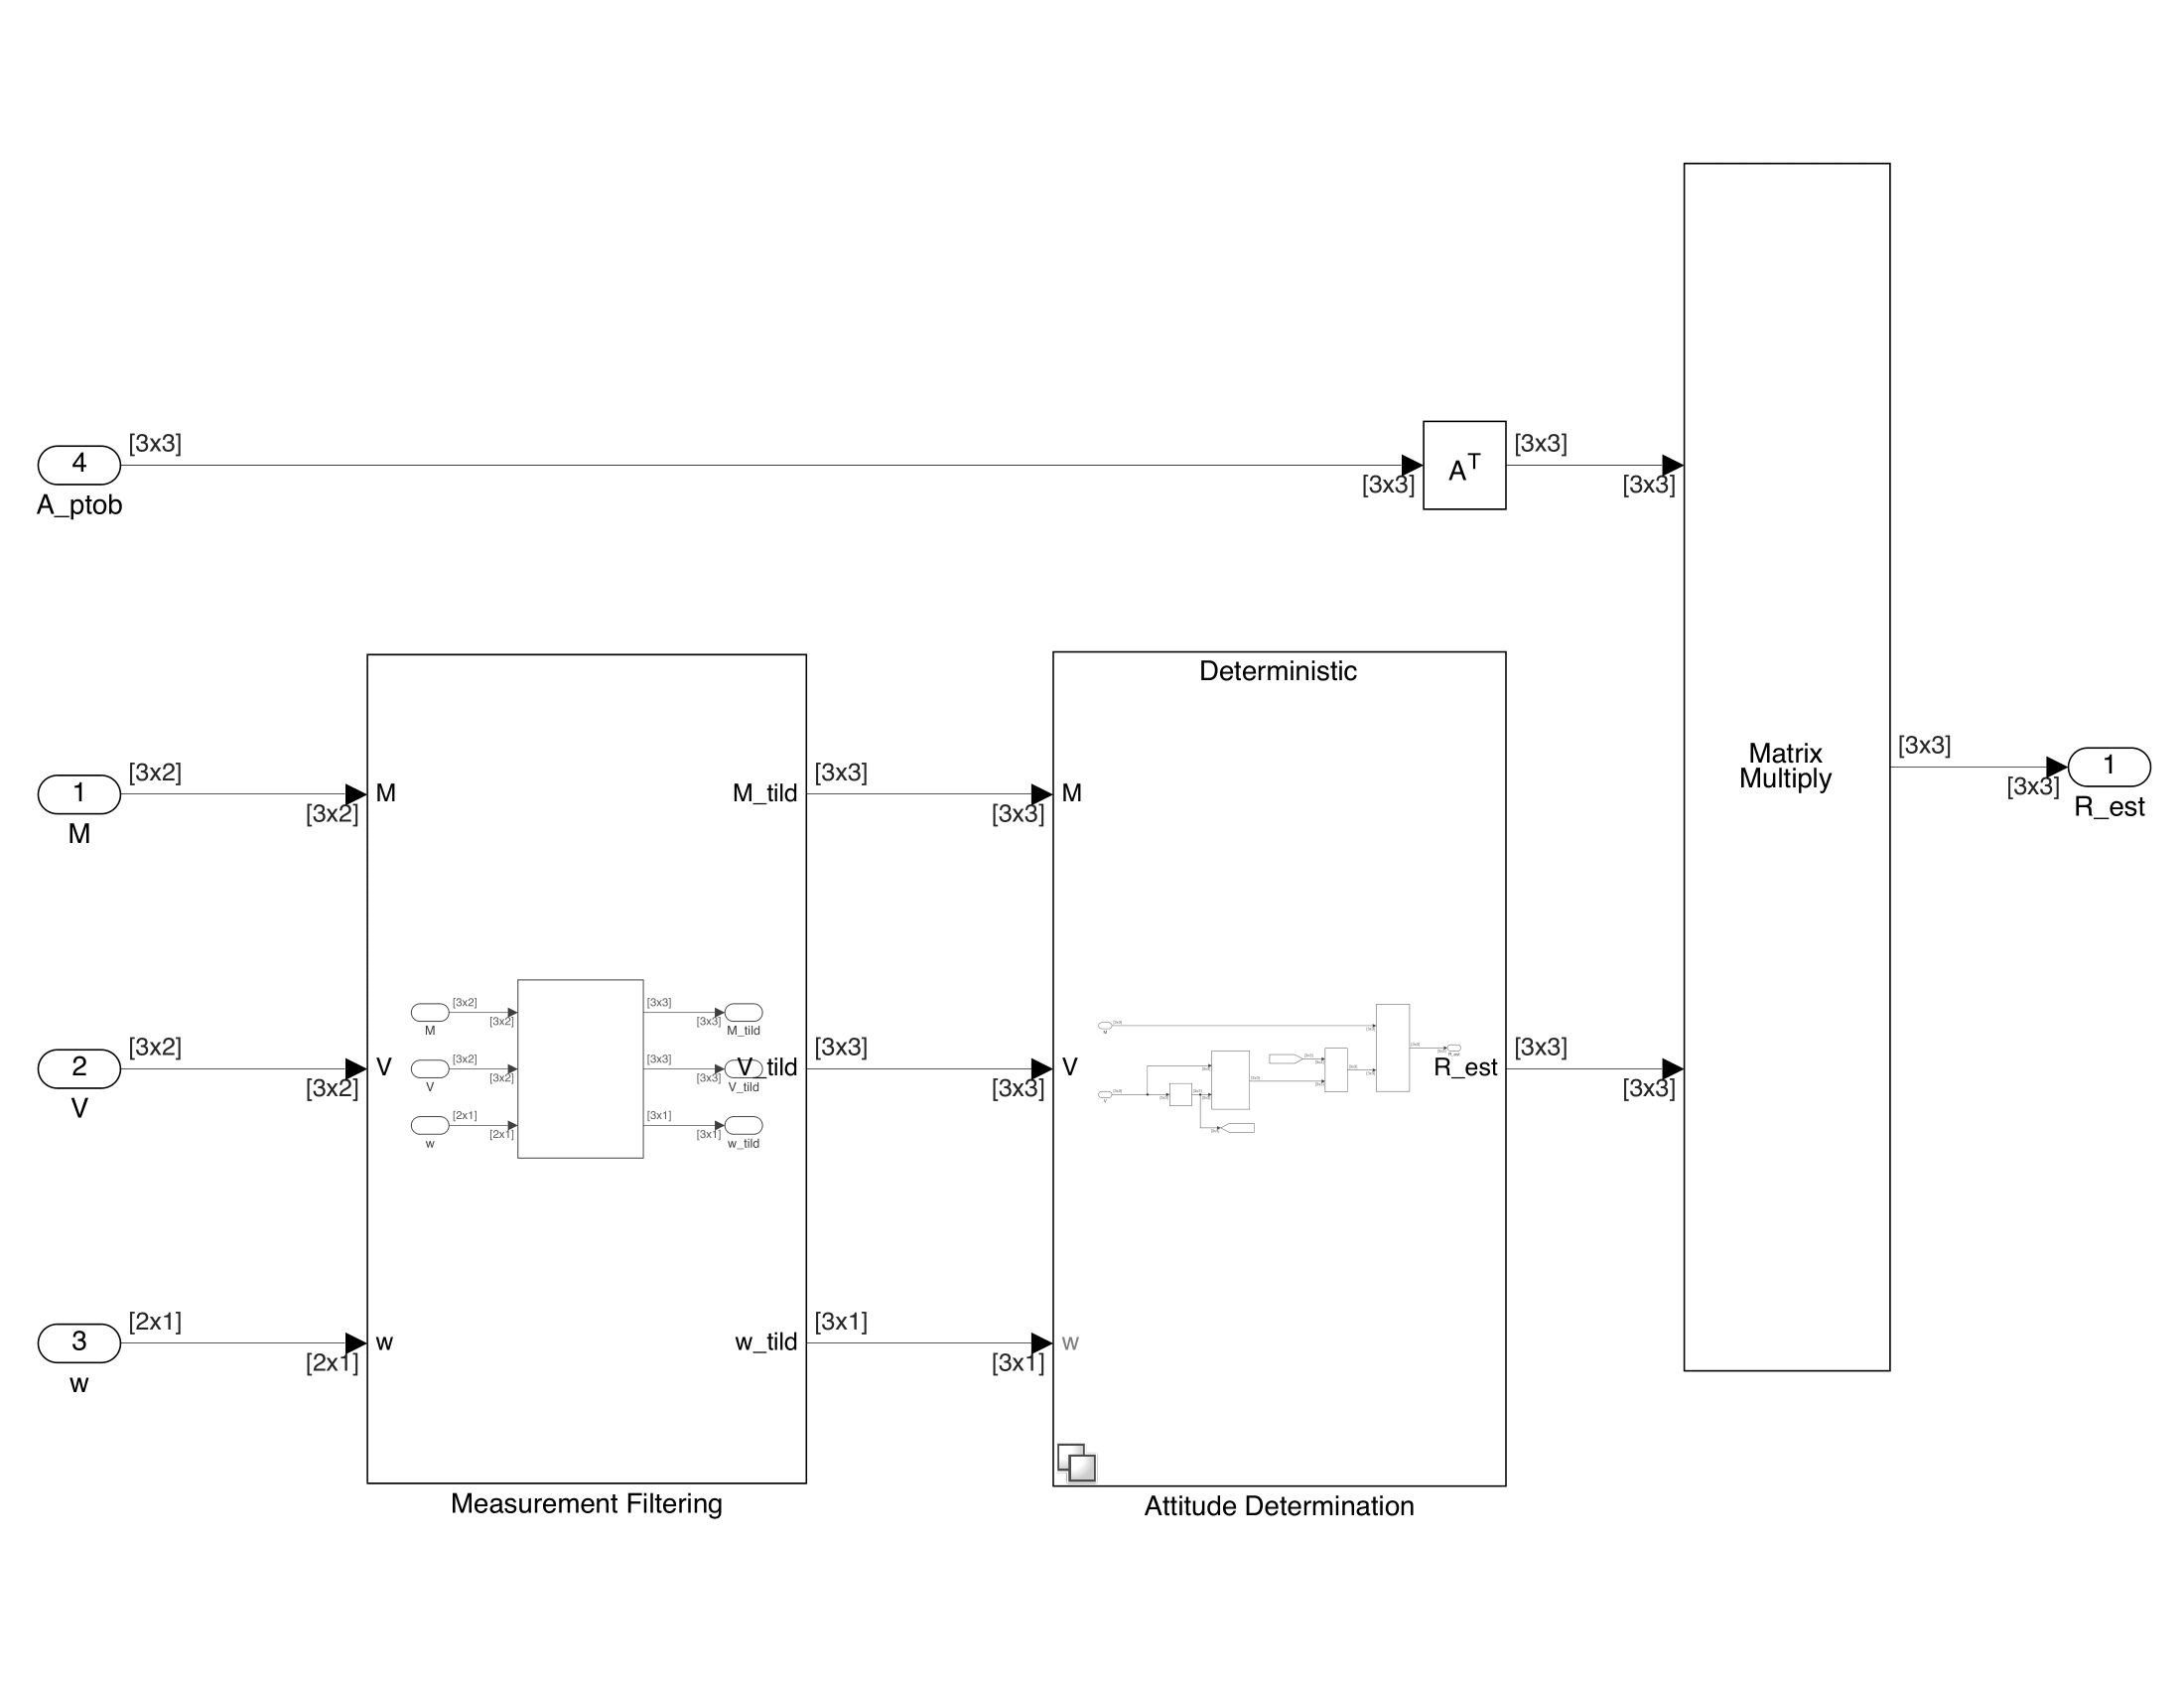 4
[3x3]
A_ptob
[3x3]
A^T
[3x3]
[3x3]
1
[3x2]
M
[3x2]
2
[3x2]
V
[3x2]
3
[2x1]
w
[2x1]
M
V
w
M_tild
V_tild
w_tild
[3x2]
[3x2]
M
[3x2]
[3x2]
V
[2x1]
[2x1]
w
[3x3]
[3x3]
M_tild
[3x3]
[3x3]
V_tild
[3x1]
[3x1]
w_tild
Measurement Filtering
[3x3]
[3x3]
[3x3]
[3x3]
[3x1]
[3x1]
Deterministic
M
V
w
R_est
Attitude Determination
[3x3]
[3x3]
Matrix
Multiply
[3x3]
[3x3]
1
R_est